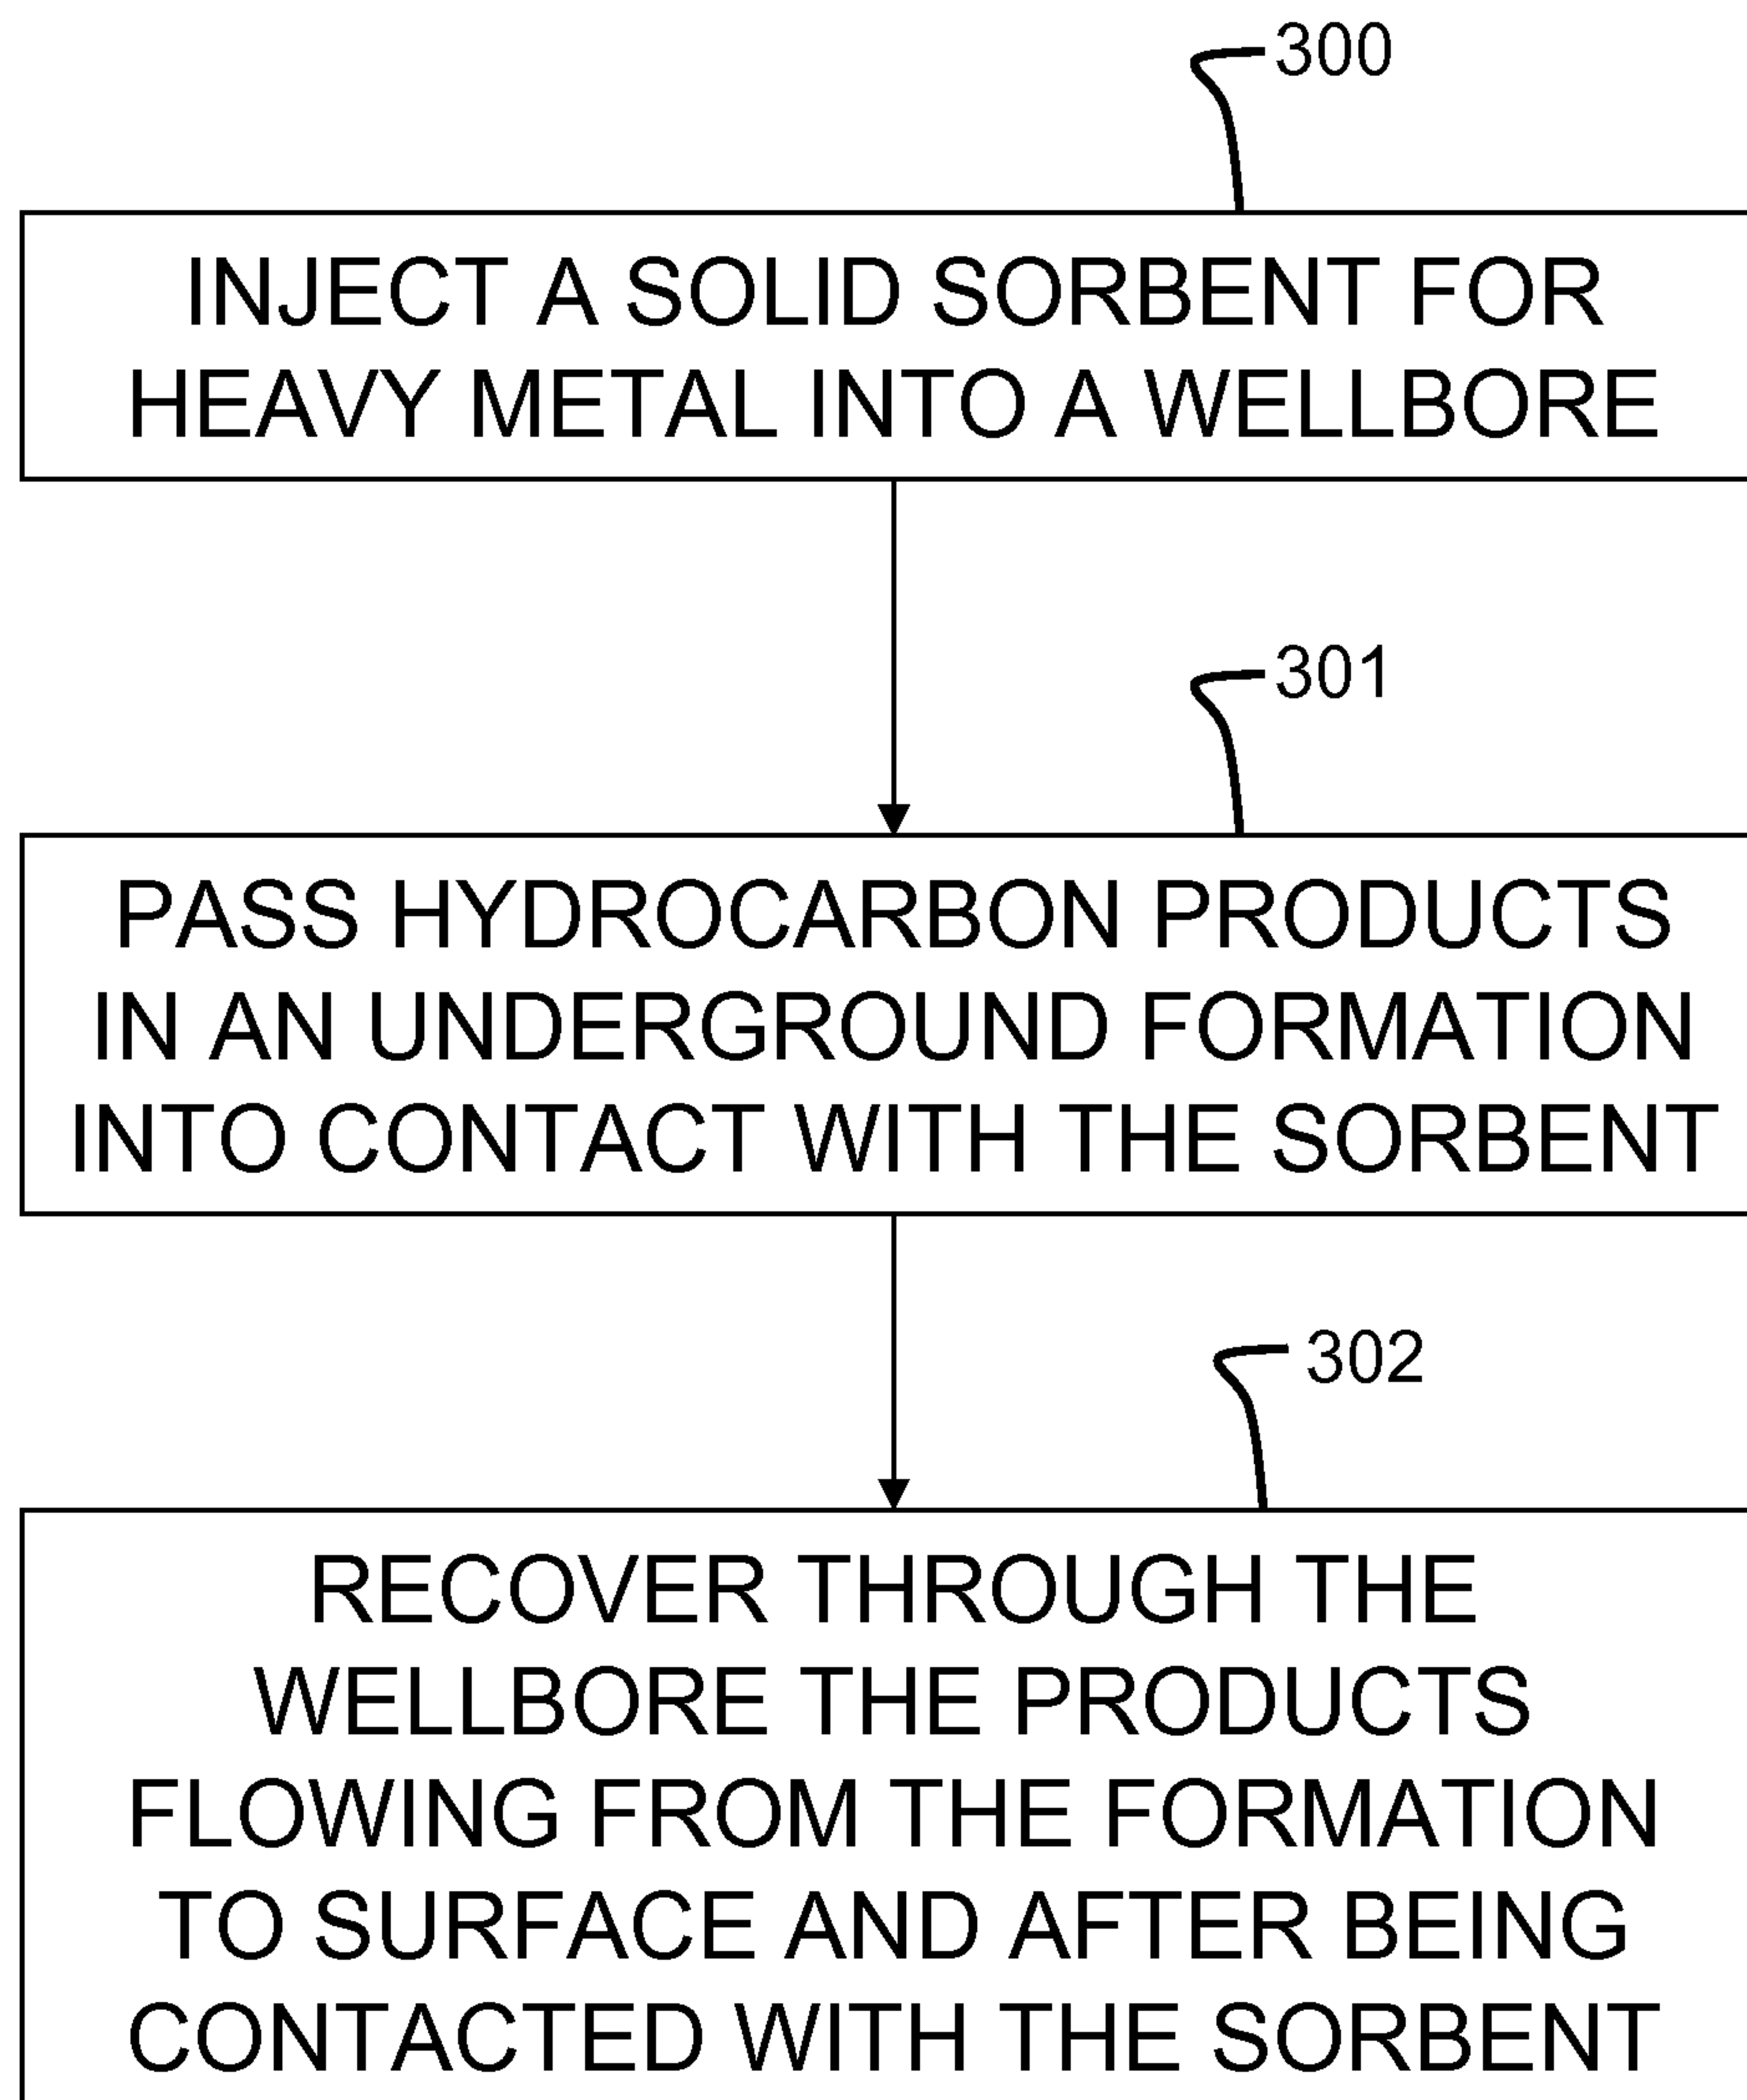 300
INJECT A SOLID SORBENT FOR
HEAVY METAL INTO A WELLBORE
301
PASS HYDROCARBON PRODUCTS
IN AN UNDERGROUND FORMATION
INTO CONTACT WITH THE SORBENT
302
RECOVER THROUGH THE
WELLBORE THE PRODUCTS
FLOWING FROM THE FORMATION
TO SURFACE AND AFTER BEING
CONTACTED WITH THE SORBENT